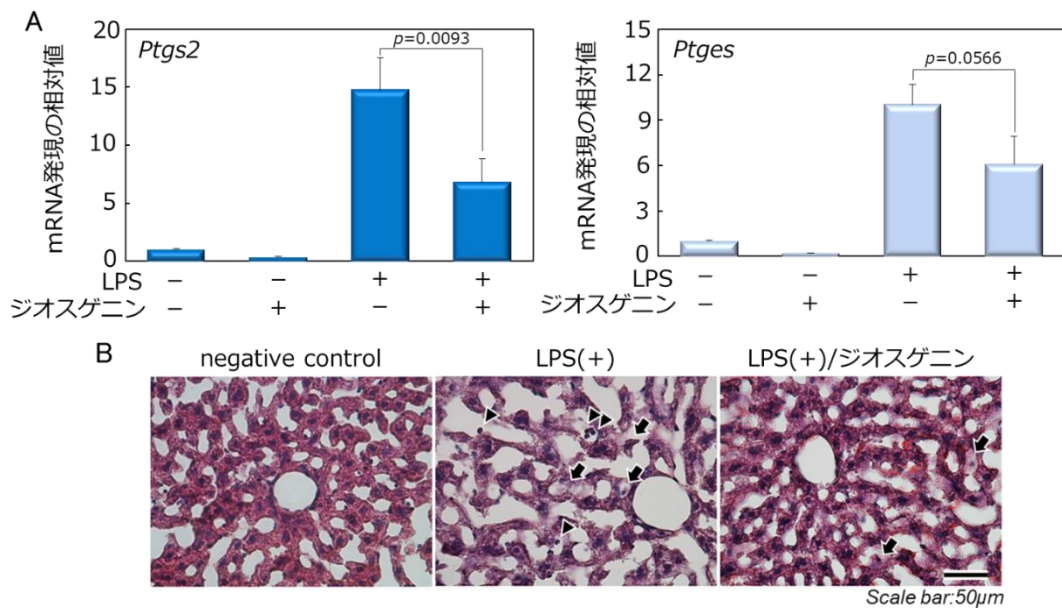 A
Ptgs2
mRNA発現の相対値
20
15
10
5
0
p=0.0093
LPS − − + +
ジオスゲニン − + − +
Ptges
mRNA発現の相対値
15
12
9
6
3
0
p=0.0566
LPS − − + +
ジオスゲニン − + − +
B
negative control
LPS(+)
LPS(+)/ジオスゲニン
Scale bar:50μm